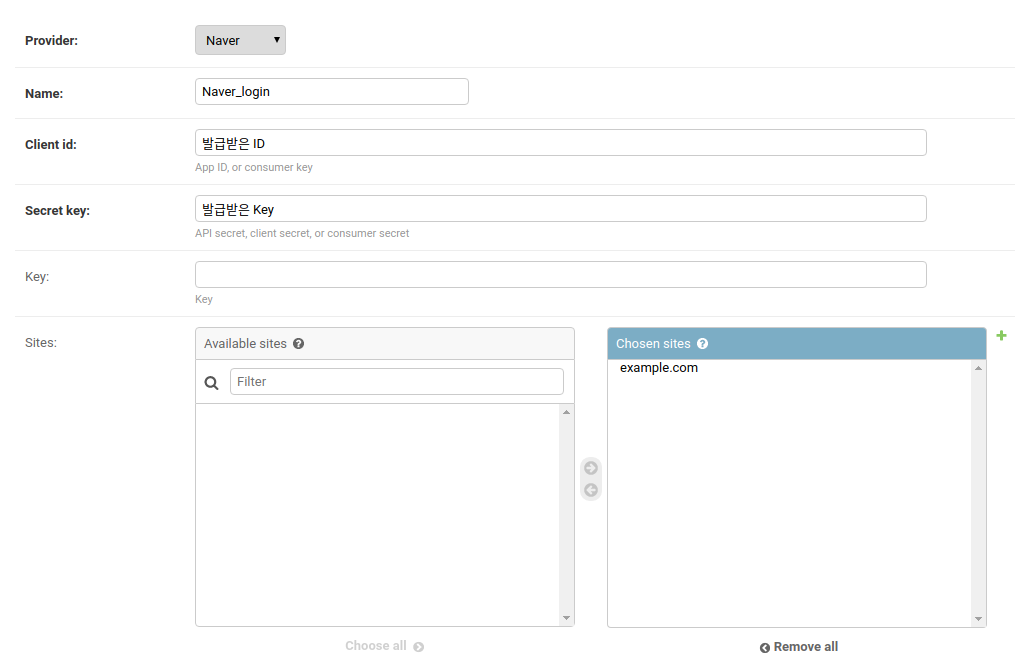 Provider: Naver
Name: Naver_login
Client id: 발급받은 ID
App ID, or consumer key
Secret key: 발급받은 Key
API secret, client secret, or consumer secret
Key:
Key
Sites: Available sites Chosen sites
Filter
example.com
Choose all Remove all